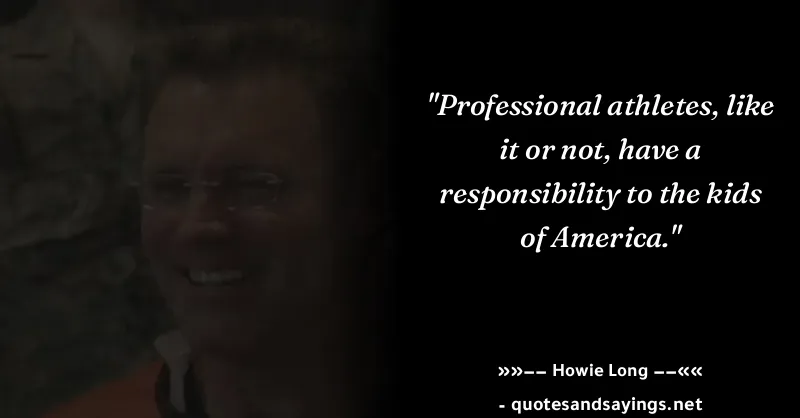 "Professional athletes, like
it or not, have a
responsibility to the kids
of America."
»»–– Howie Long ––««
- quotesandsayings.net